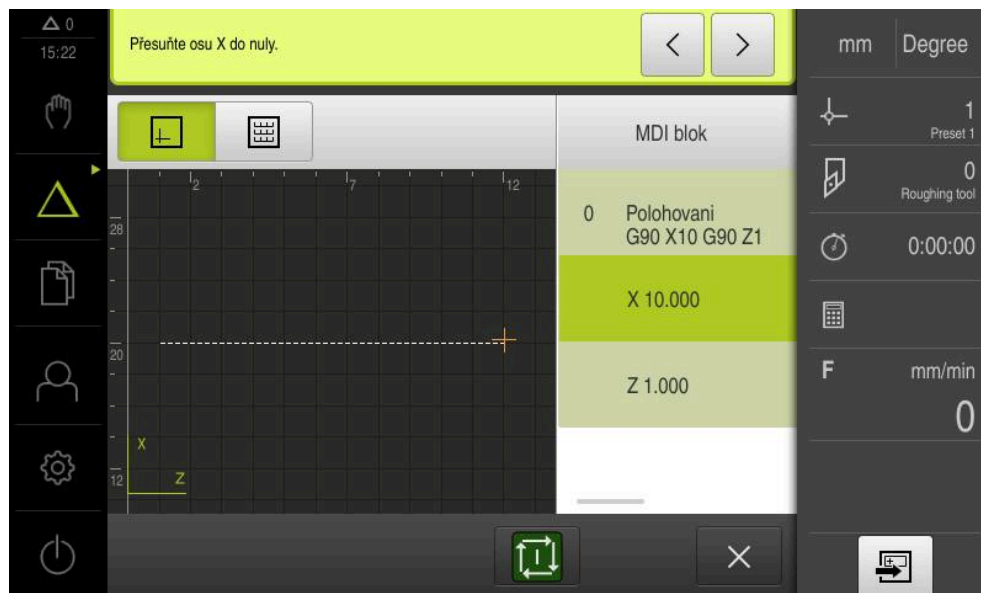 0
15:22
Přesuňte osu X do nuly.
mm
Degree
1
Preset 1
0
Roughing tool
0:00:00
F
mm/min
0
MDI blok
0
Polohovani
G90 X10 G90 Z1
X 10.000
Z 1.000
2
7
12
28
20
12
X
Z